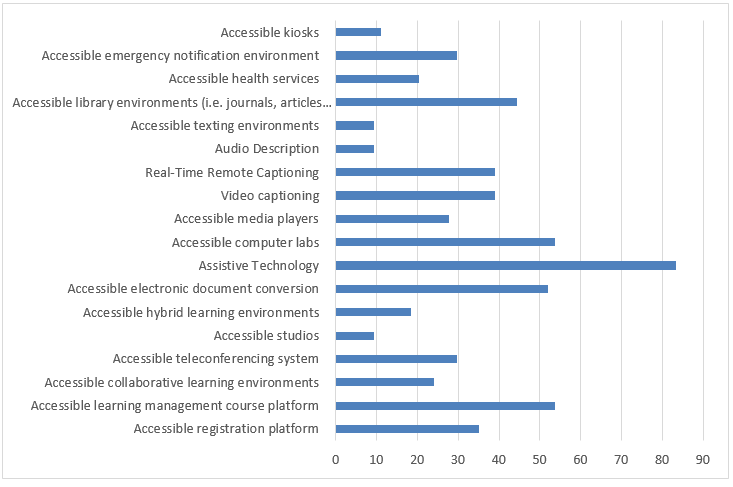 Accessible kiosks
Accessible emergency notification environment
Accessible health services
Accessible library environments (i.e. journals, articles…
Accessible texting environments
Audio Description
Real-Time Remote Captioning
Video captioning
Accessible media players
Accessible computer labs
Assistive Technology
Accessible electronic document conversion
Accessible hybrid learning environments
Accessible studios
Accessible teleconferencing system
Accessible collaborative learning environments
Accessible learning management course platform
Accessible registration platform
0 10 20 30 40 50 60 70 80 90